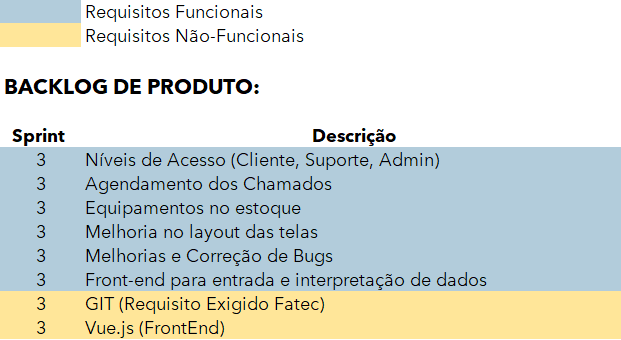 Requisitos Funcionais
Requisitos Não-Funcionais
BACKLOG DE PRODUTO:
Sprint Descrição
3 Níveis de Acesso (Cliente, Suporte, Admin)
3 Agendamento dos Chamados
3 Equipamentos no estoque
3 Melhoria no layout das telas
3 Melhorias e Correção de Bugs
3 Front-end para entrada e interpretação de dados
3 GIT (Requisito Exigido Fatec)
3 Vue.js (FrontEnd)